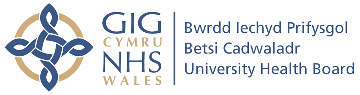 GIG
CYMRU
NHS
WALES
Bwrdd Iechyd Prifysgol
Betsi Cadwaladr
University Health Board